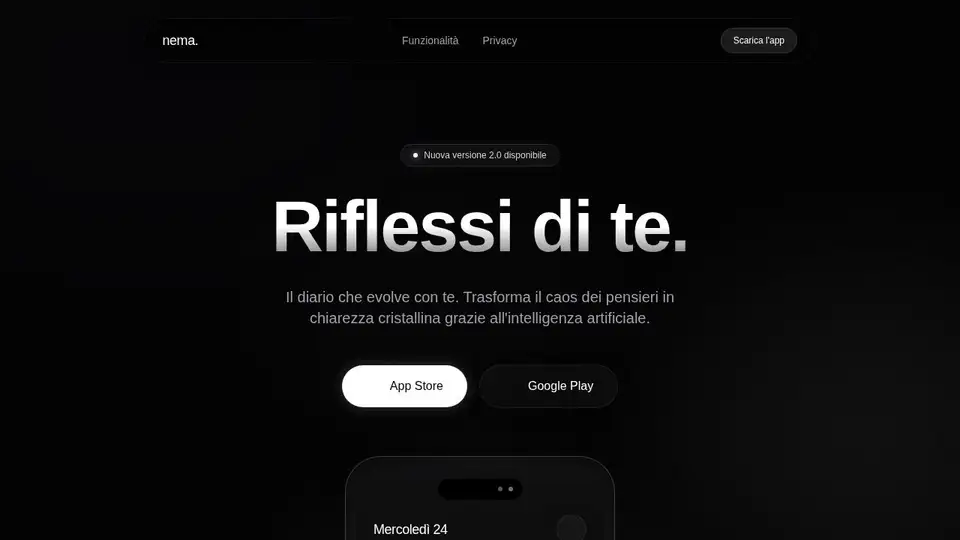 nema.
Funzionalità
Privacy
Scarica l'app
Nuova versione 2.0 disponibile
Riflessi di te.
Il diario che evolve con te. Trasforma il caos dei pensieri in
chiarezza cristallina grazie all'intelligenza artificiale.
App Store
Google Play
Mercoledì 24